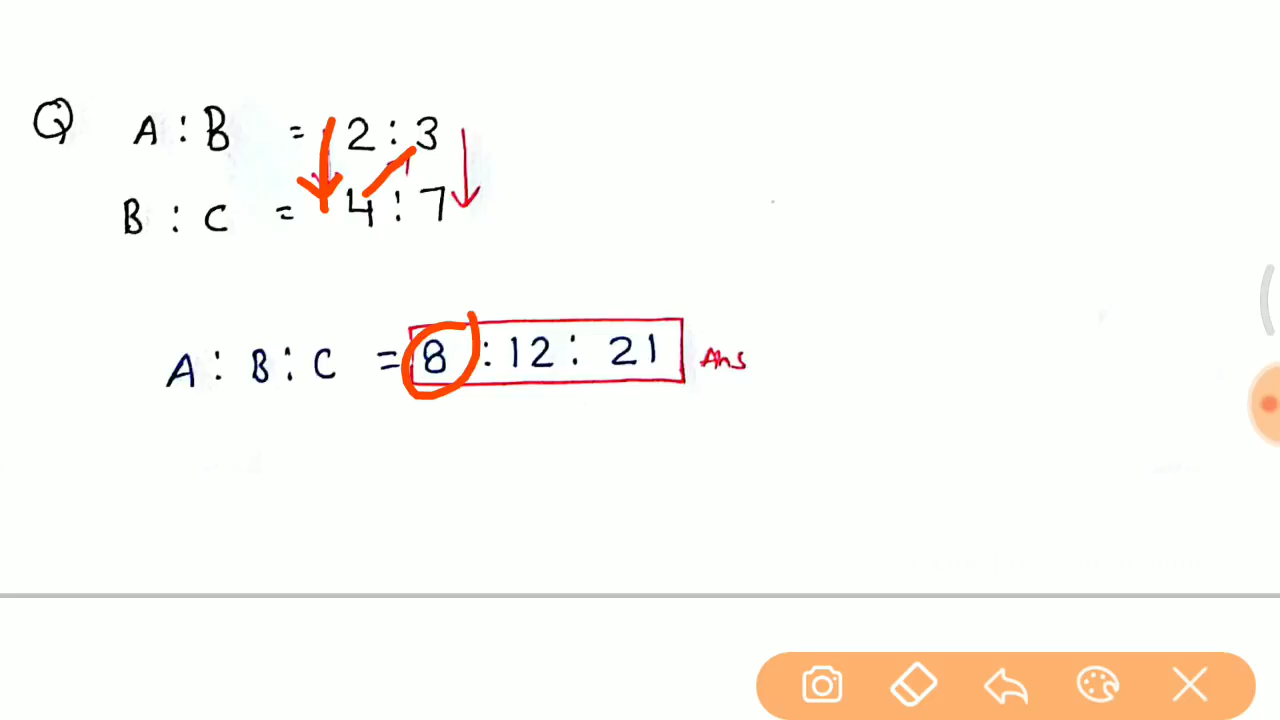 Q A : B = 2 : 3
B : C = 4 : 7
A : B : C = 8 : 12 : 21 Ans